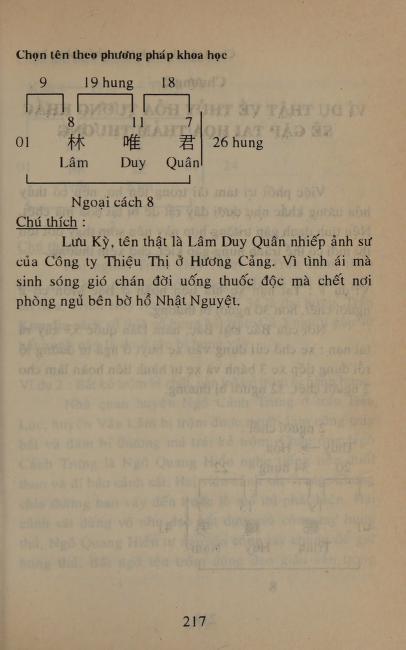 Chọn tên theo phương pháp khoa học
9 19 hung 18
8 11 7
01 林 唯 君 26 hung
Lâm Duy Quân
Ngoại cách 8
Chú thích :
Lưu Kỳ, tên thật là Lâm Duy Quân nhiếp ảnh sư
của Công ty Thiệu Thị ở Hương Cảng. Vì tình ái mà
sinh sóng gió chán đời uống thuốc độc mà chết nơi
phòng ngủ bên bờ hồ Nhật Nguyệt.
217